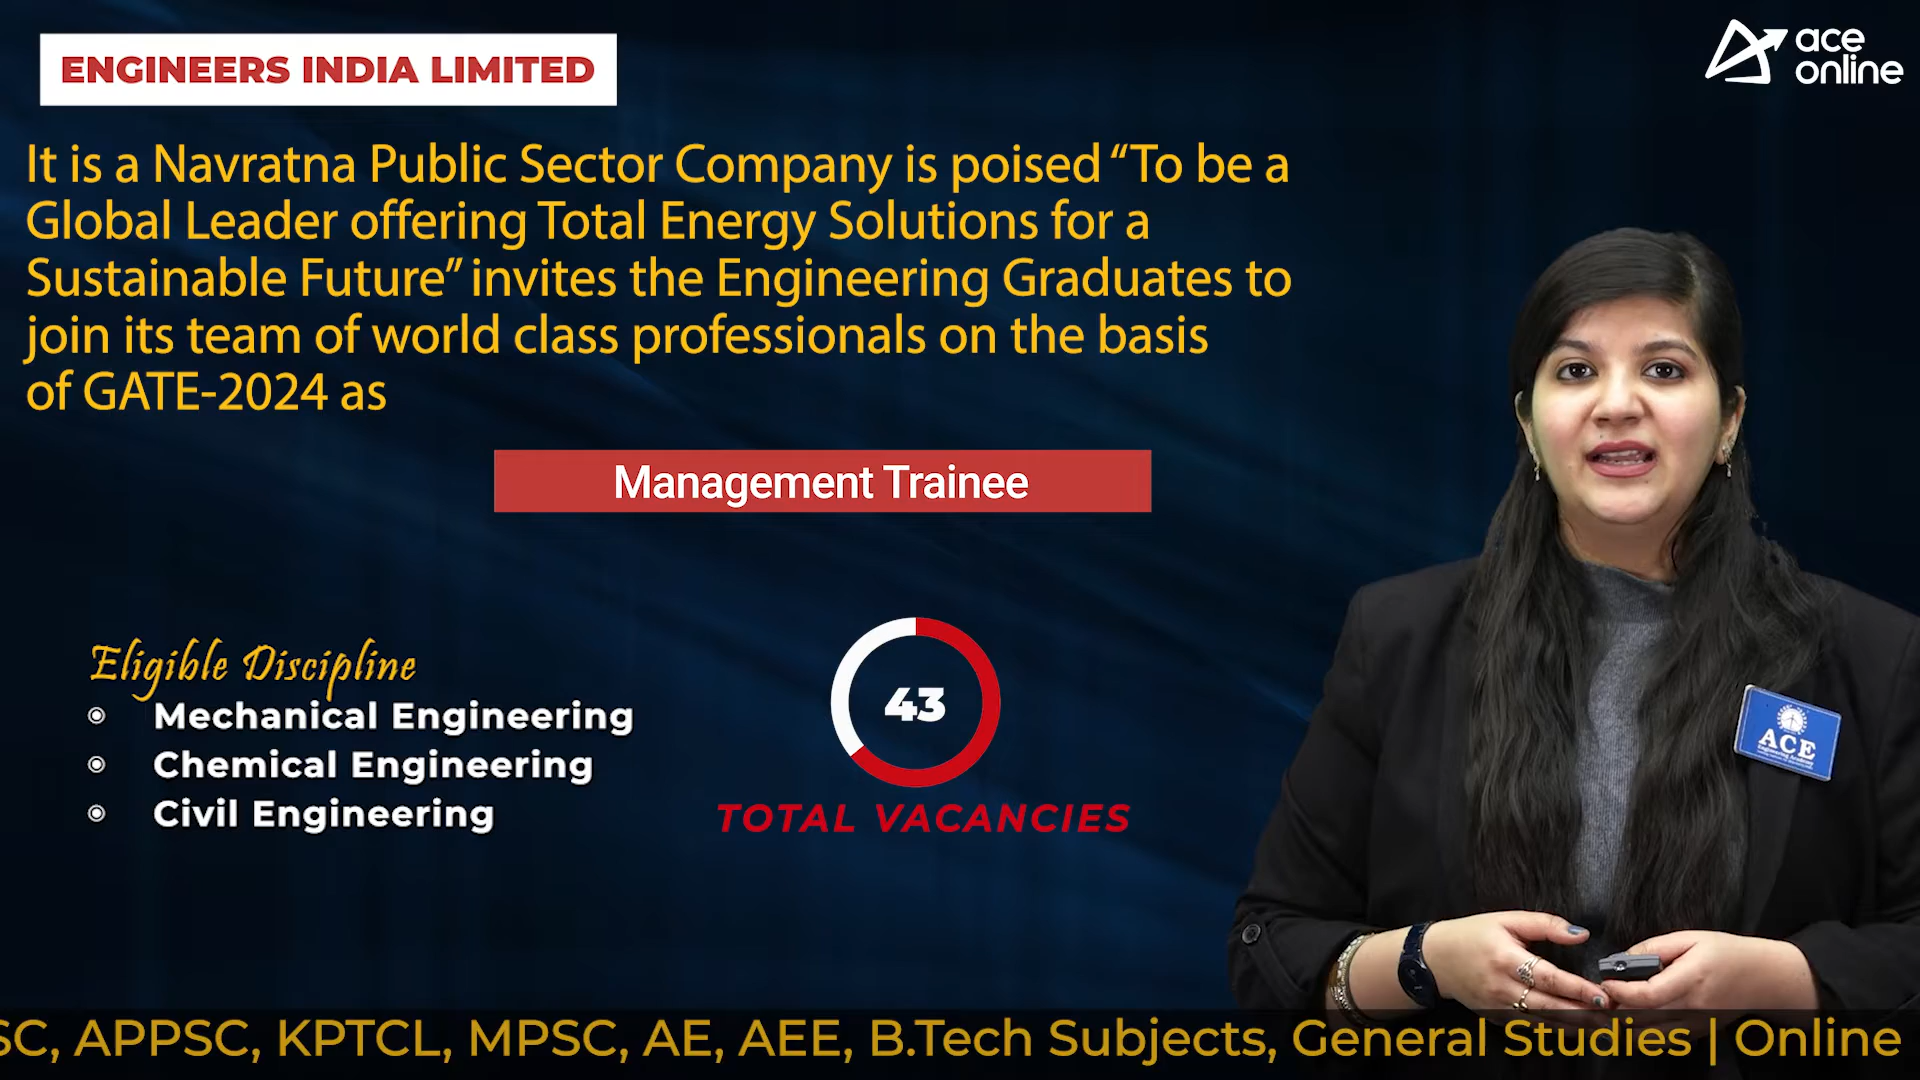 ENGINEERS INDIA LIMITED
ace
online
It is a Navratna Public Sector Company is poised “To be a
Global Leader offering Total Energy Solutions for a
Sustainable Future” invites the Engineering Graduates to
join its team of world class professionals on the basis
of GATE-2024 as
Management Trainee
Eligible Discipline
Mechanical Engineering
Chemical Engineering
Civil Engineering
43
TOTAL VACANCIES
ACE
Engineering Academy
SC, APPSC, KPTCL, MPSC, AE, AEE, B.Tech Subjects, General Studies | Online